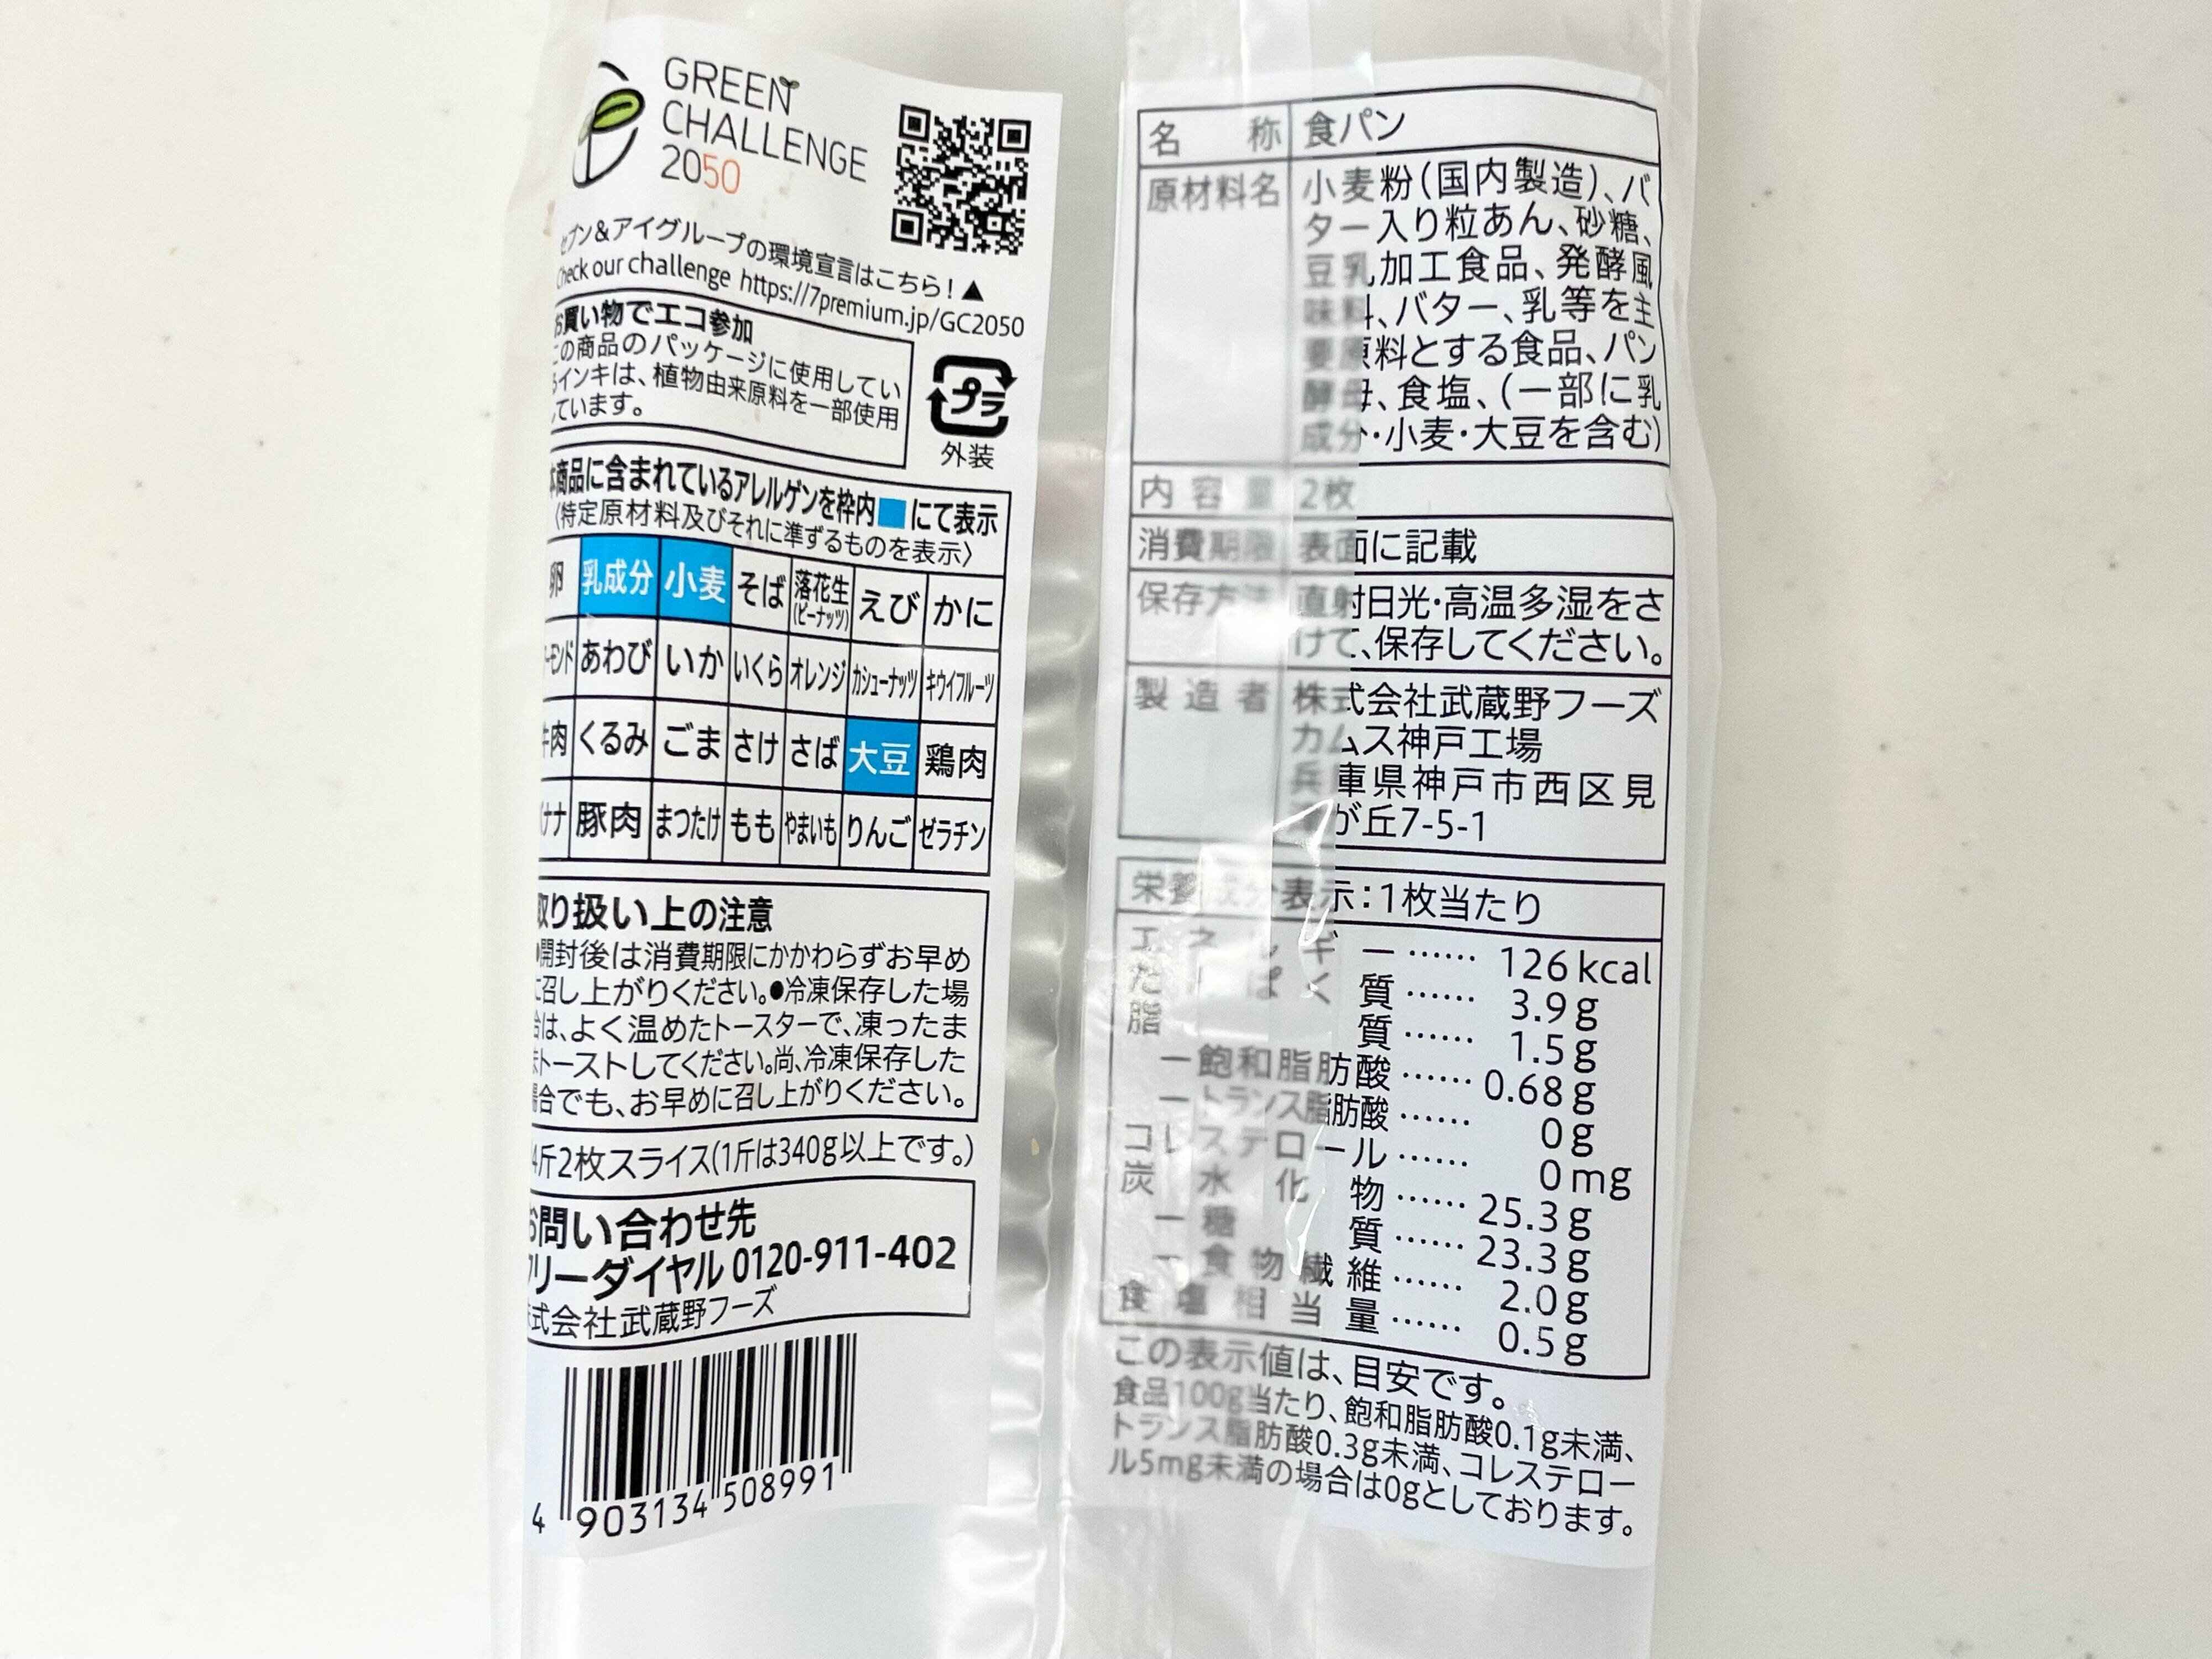 GREEN
CHALLENGE
2050
セブン&アイグループの環境宣言はこちら!▲
Check our challenge https://7premium.jp/GC2050
お買い物でエコ参加
この商品のパッケージに使用してい
るインキは、植物由来原料を一部使用
しています。
プラ
外装
本商品に含まれているアレルゲンを枠内■にて表示
〈特定原材料及びそれに準ずるものを表示〉
卵 乳成分 小麦 そば 落花生(ピーナッツ) えび かに
アーモンド あわび いか いくら オレンジ カシューナッツ キウイフルーツ
牛肉 くるみ ごま さけ さば 大豆 鶏肉
バナナ 豚肉 まつたけ もも やまいも りんご ゼラチン
取り扱い上の注意
●開封後は消費期限にかかわらずお早め
に召し上がりください。●冷凍保存した場
合は、よく温めたトースターで、凍ったま
まトーストしてください。尚、冷凍保存した
場合でも、お早めに召し上がりください。
4斤2枚スライス(1斤は340g以上です。)
お問い合わせ先
フリーダイヤル 0120-911-402
株式会社武蔵野フーズ
4 903134 508991
名称 食パン
原材料名 小麦粉(国内製造)、バ
ター入り粒あん、砂糖、
豆乳加工食品、発酵風
味料、バター、乳等を主
要原料とする食品、パン
酵母、食塩、(一部に乳
成分・小麦・大豆を含む)
内容量 2枚
消費期限 表面に記載
保存方法 直射日光・高温多湿をさ
けて、保存してください。
製造者 株式会社武蔵野フーズ
カムス神戸工場
兵庫県神戸市西区見
が丘7-5-1
栄養成分表示:1枚当たり
エネルギー…… 126kcal
たんぱく質…… 3.9g
脂質…… 1.5g
ー飽和脂肪酸…… 0.68g
ートランス脂肪酸…… 0g
コレステロール…… 0mg
炭水化物…… 25.3g
ー糖質…… 23.3g
ー食物繊維…… 2.0g
食塩相当量…… 0.5g
この表示値は、目安です。
食品100g当たり、飽和脂肪酸0.1g未満、
トランス脂肪酸0.3g未満、コレステロー
ル5mg未満の場合は0gとしております。